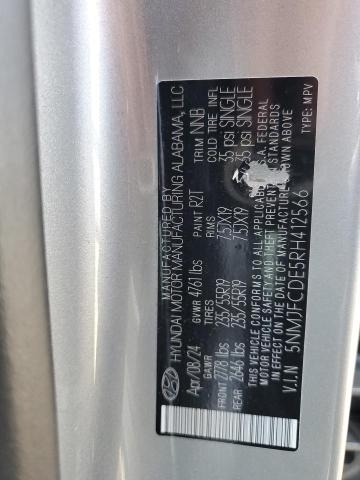 MANUFACTURED BY
HYUNDAI MOTOR MANUFACTURING ALABAMA, LLC
Apr/08/24 GVWR 4761 lbs PAINT R2T TRIM NNB
GAWR TIRES RIMS COLD TIRE INFL
FRONT 2778 lbs 235/55R19 7.5JX19 35 psi SINGLE
REAR 2646 lbs 235/55R19 7.5JX19 35 psi SINGLE
THIS VEHICLE CONFORMS TO ALL APPLICABLE U.S.A. FEDERAL
MOTOR VEHICLE SAFETY AND THEFT PREVENTION STANDARDS
IN EFFECT ON THE DATE OF MANUFACTURE SHOWN ABOVE
V.I.N 5NMJFCDE5RH412566 TYPE: MPV